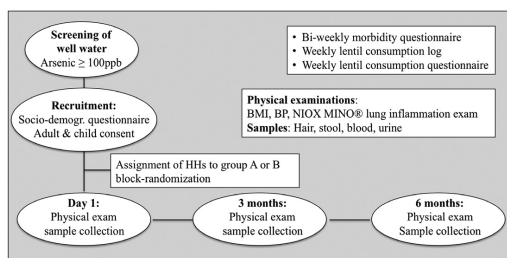 Screening of
well water
Arsenic ≥ 100ppb
• Bi-weekly morbidity questionnaire
• Weekly lentil consumption log
• Weekly lentil consumption questionnaire
Recruitment:
Socio-demogr. questionnaire
Adult & child consent
Physical examinations:
BMI, BP, NIOX MINO® lung inflammation exam
Samples: Hair, stool, blood, urine
Assignment of HHs to group A or B
block-randomization
Day 1:
Physical exam
sample collection
3 months:
Physical exam
sample collection
6 months:
Physical exam
Sample collection